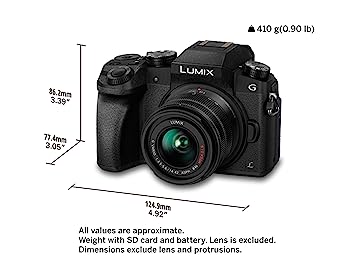 410 g(0.90 lb)
LUMIX
G
86.2mm
3.39"
77.4mm
3.05"
LUMIX
L
124.9mm
4.92"
All values are approximate.
Weight with SD card and battery. Lens is excluded.
Dimensions exclude lens and protrusions.